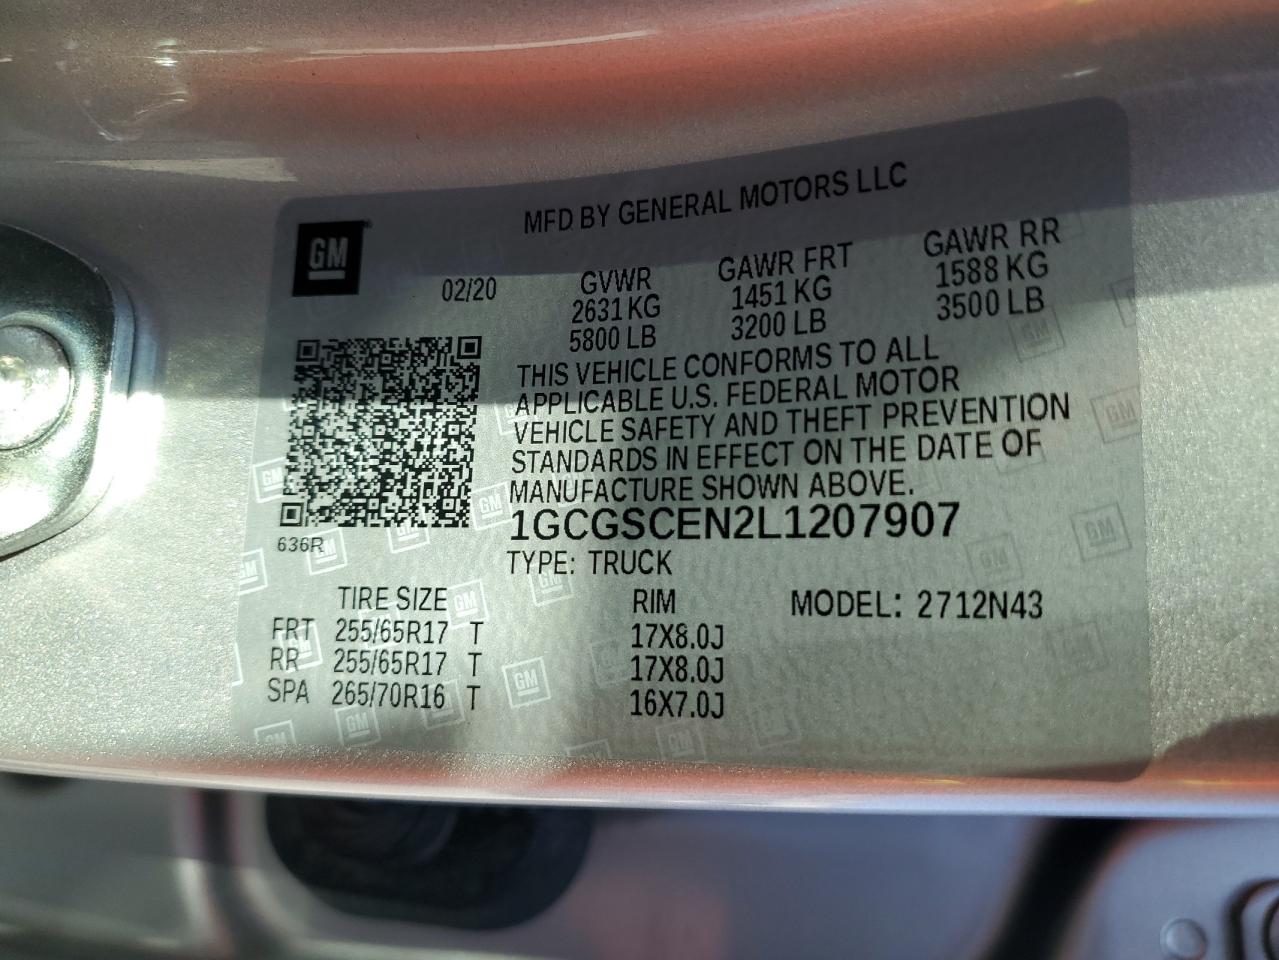 MFD BY GENERAL MOTORS LLC
GM
02/20
GVWR
2631 KG
5800 LB
GAWR FRT
1451 KG
3200 LB
GAWR RR
1588 KG
3500 LB
THIS VEHICLE CONFORMS TO ALL
APPLICABLE U.S. FEDERAL MOTOR
VEHICLE SAFETY AND THEFT PREVENTION
STANDARDS IN EFFECT ON THE DATE OF
MANUFACTURE SHOWN ABOVE.
1GCGSCEN2L1207907
636R
TYPE: TRUCK
TIRE SIZE RIM MODEL: 2712N43
FRT 255/65R17 T 17X8.0J
RR 255/65R17 T 17X8.0J
SPA 265/70R16 T 16X7.0J